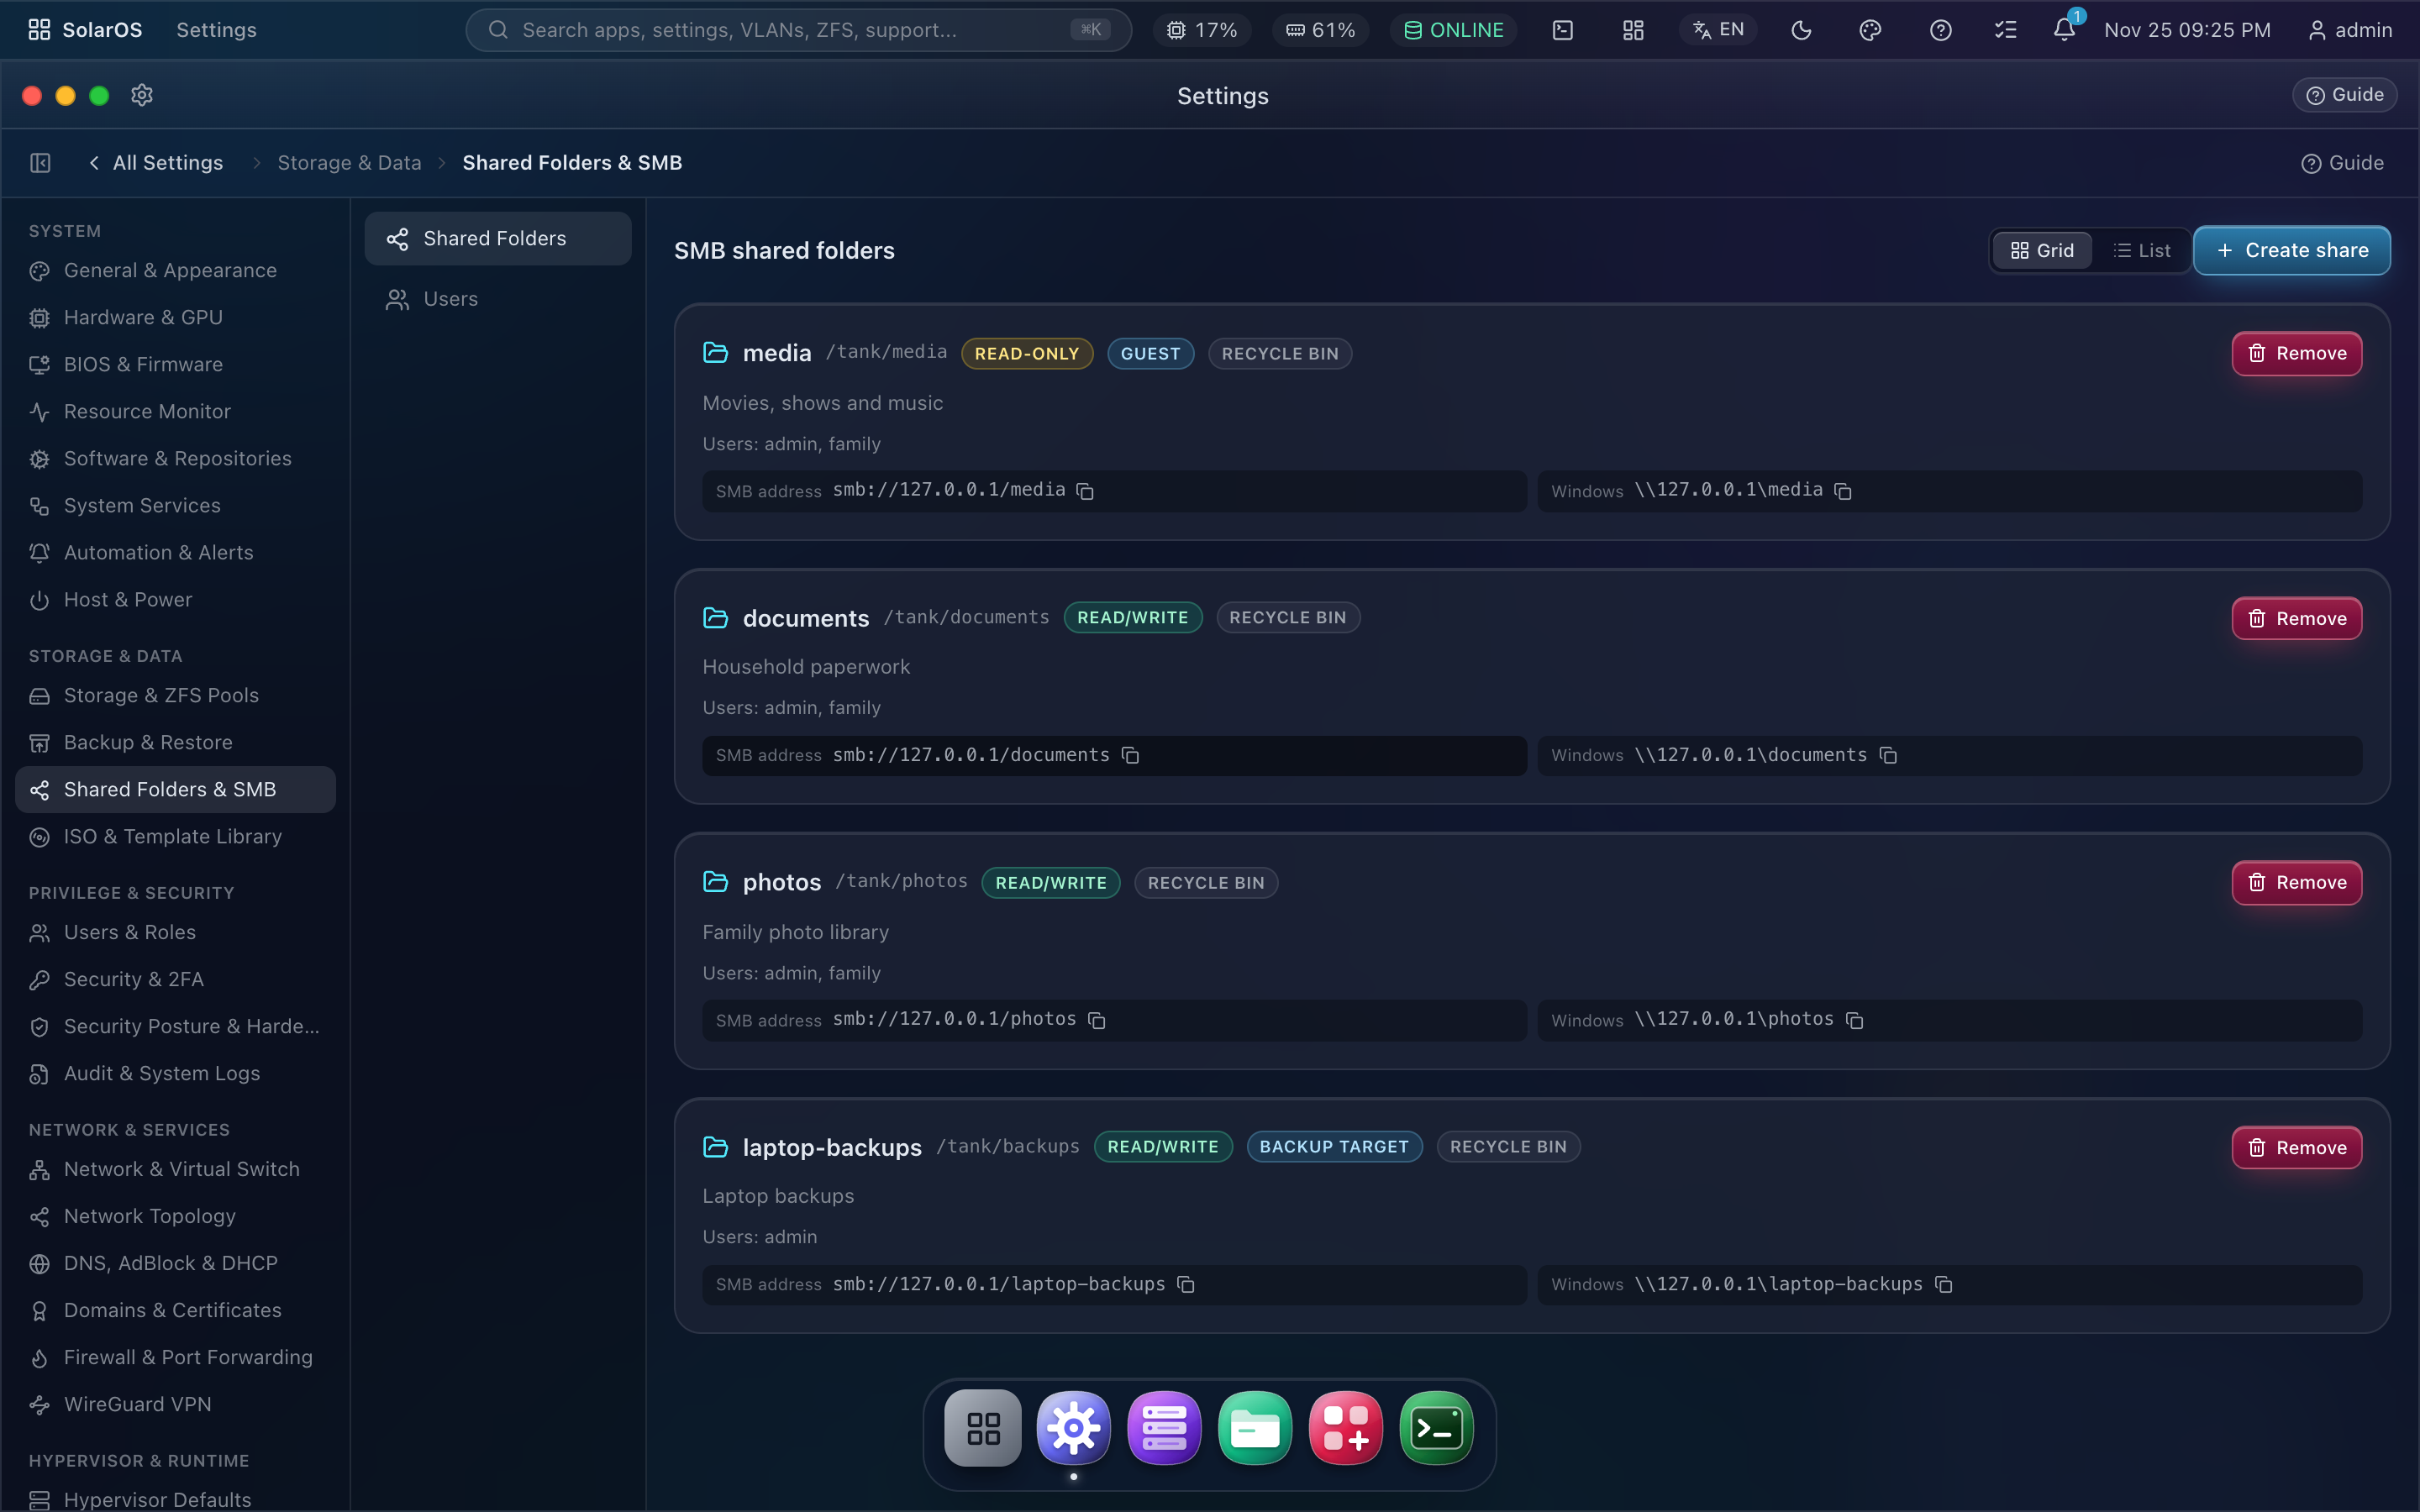 SolarOS Settings Search apps, settings, VLANs, ZFS, support... ⌘K 17% 61% ONLINE EN 1 Nov 25 09:25 PM admin
Settings Guide
All Settings Storage & Data Shared Folders & SMB Guide
SYSTEM
General & Appearance
Hardware & GPU
BIOS & Firmware
Resource Monitor
Software & Repositories
System Services
Automation & Alerts
Host & Power
STORAGE & DATA
Storage & ZFS Pools
Backup & Restore
Shared Folders & SMB
ISO & Template Library
PRIVILEGE & SECURITY
Users & Roles
Security & 2FA
Security Posture & Harde...
Audit & System Logs
NETWORK & SERVICES
Network & Virtual Switch
Network Topology
DNS, AdBlock & DHCP
Domains & Certificates
Firewall & Port Forwarding
WireGuard VPN
HYPERVISOR & RUNTIME
Hypervisor Defaults
Shared Folders
Users
SMB shared folders Grid List + Create share
media /tank/media READ-ONLY GUEST RECYCLE BIN Remove
Movies, shows and music
Users: admin, family
SMB address smb://127.0.0.1/media Windows \\127.0.0.1\media
documents /tank/documents READ/WRITE RECYCLE BIN Remove
Household paperwork
Users: admin, family
SMB address smb://127.0.0.1/documents Windows \\127.0.0.1\documents
photos /tank/photos READ/WRITE RECYCLE BIN Remove
Family photo library
Users: admin, family
SMB address smb://127.0.0.1/photos Windows \\127.0.0.1\photos
laptop-backups /tank/backups READ/WRITE BACKUP TARGET RECYCLE BIN Remove
Laptop backups
Users: admin
SMB address smb://127.0.0.1/laptop-backups Windows \\127.0.0.1\laptop-backups